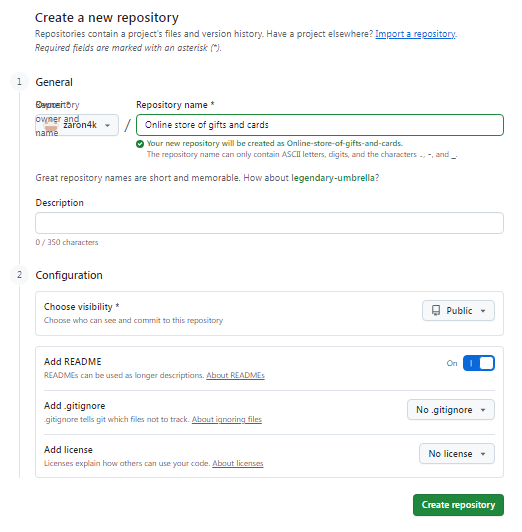 Create a new repository
Repositories contain a project's files and version history. Have a project elsewhere? Import a repository.
Required fields are marked with an asterisk (*).
1 General
Repository owner and name
Owner *
zaron4k
/
Repository name *
Online store of gifts and cards
Your new repository will be created as Online-store-of-gifts-and-cards.
The repository name can only contain ASCII letters, digits, and the characters ., -, and _.
Great repository names are short and memorable. How about legendary-umbrella?
Description
0 / 350 characters
2 Configuration
Choose visibility *
Choose who can see and commit to this repository
Public
Add README
READMEs can be used as longer descriptions. About READMEs
On
Add .gitignore
.gitignore tells git which files not to track. About ignoring files
No .gitignore
Add license
Licenses explain how others can use your code. About licenses
No license
Create repository